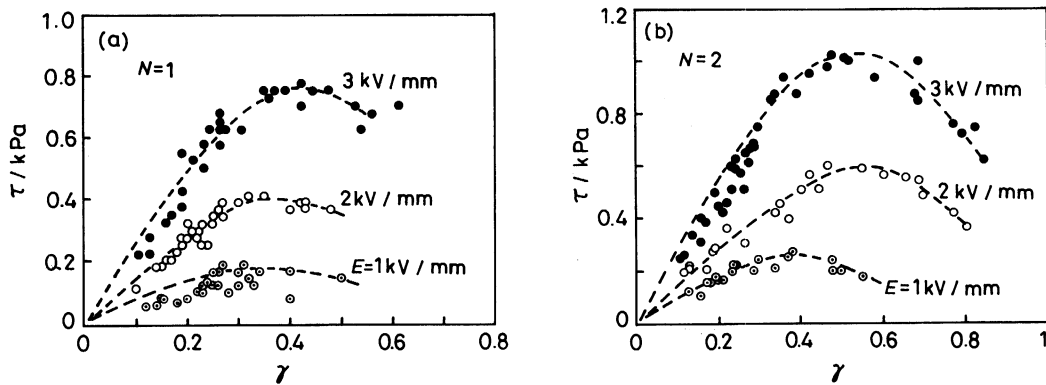 (a)
N=1
3 kV/mm
2kV/mm
E=1kV/mm
τ / kPa
1.0
0.8
0.6
0.4
0.2
0
0 0.2 0.4 0.6 0.8
γ
(b)
N=2
3 kV/mm
2 kV/mm
E=1kV/mm
τ / kPa
1.2
0.8
0.4
0
0 0.2 0.4 0.6 0.8 1
γ